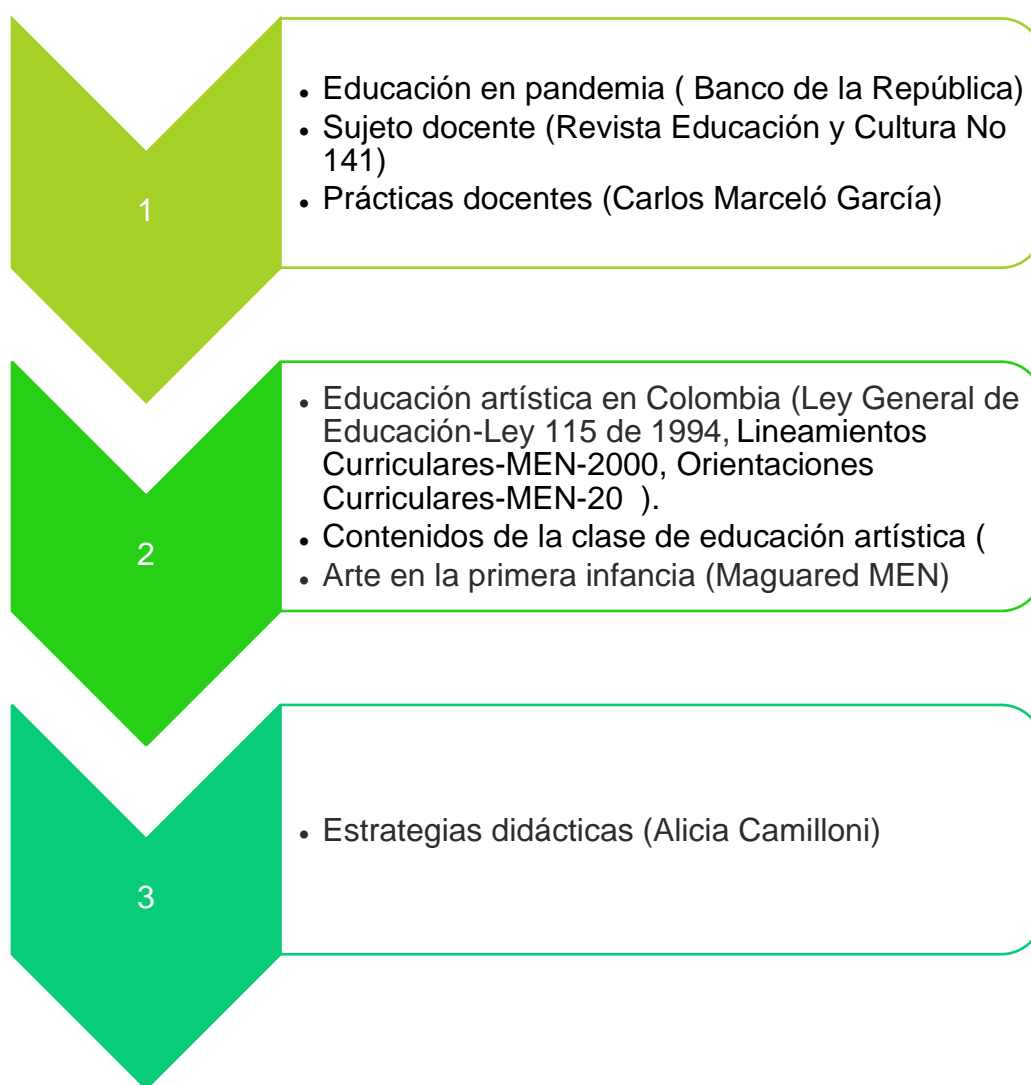 1
• Educación en pandemia ( Banco de la República)
• Sujeto docente (Revista Educación y Cultura No
141)
• Prácticas docentes (Carlos Marceló García)
2
• Educación artística en Colombia (Ley General de
Educación-Ley 115 de 1994, Lineamientos
Curriculares-MEN-2000, Orientaciones
Curriculares-MEN-20  ).
• Contenidos de la clase de educación artística (
• Arte en la primera infancia (Maguared MEN)
3
• Estrategias didácticas (Alicia Camilloni)